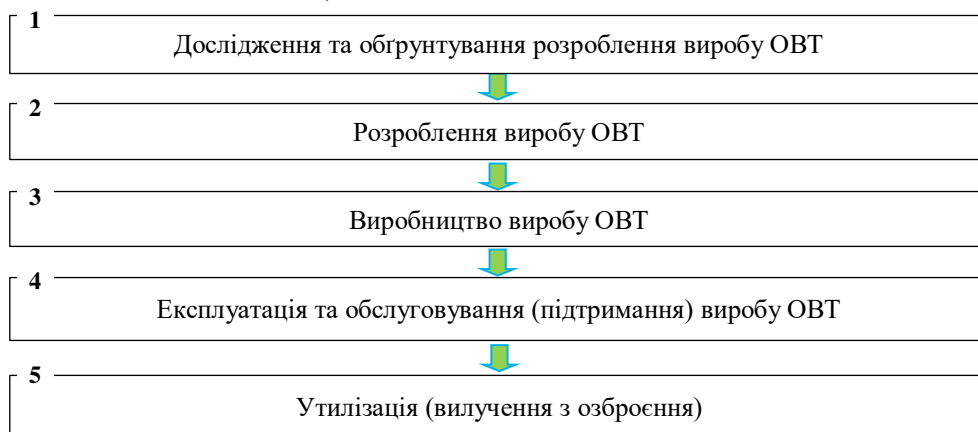 1
Дослідження та обґрунтування розроблення виробу ОВТ
2
Розроблення виробу ОВТ
3
Виробництво виробу ОВТ
4
Експлуатація та обслуговування (підтримання) виробу ОВТ
5
Утилізація (вилучення з озброєння)